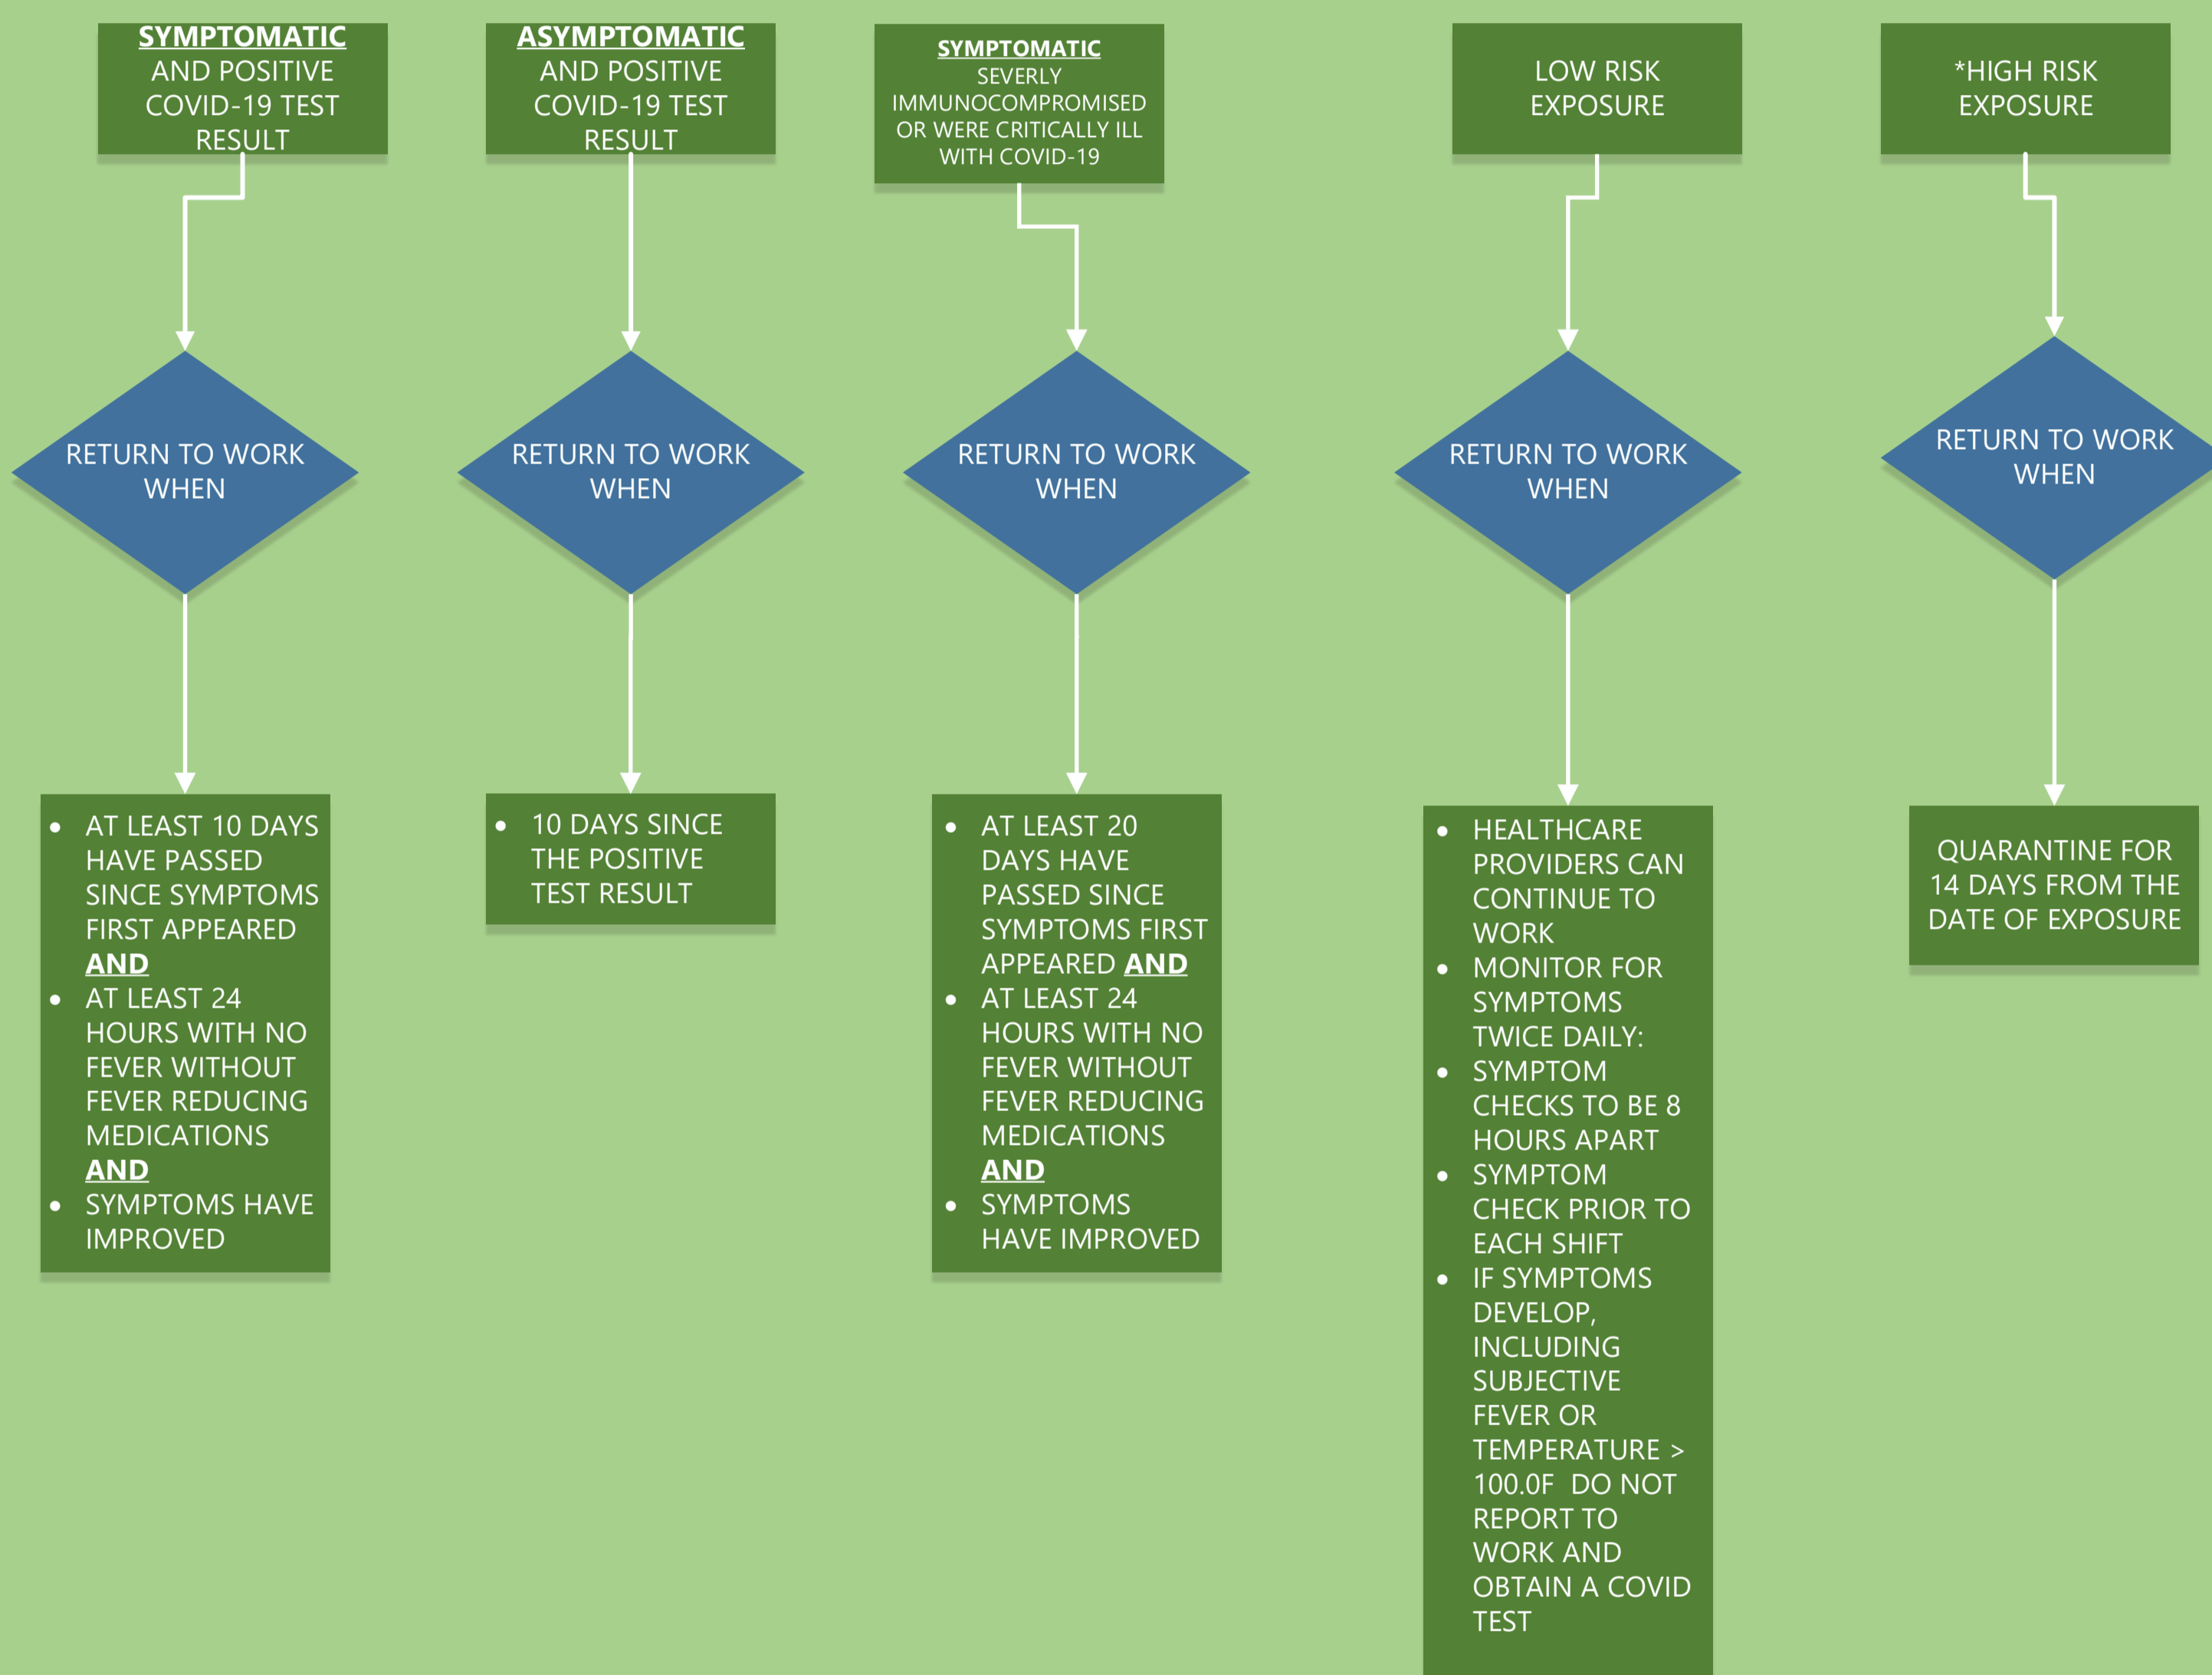 SYMPTOMATIC
AND POSITIVE
COVID-19 TEST
RESULT
ASYMPTOMATIC
AND POSITIVE
COVID-19 TEST
RESULT
SYMPTOMATIC
SEVERLY
IMMUNOCOMPROMISED
OR WERE CRITICALLY ILL
WITH COVID-19
LOW RISK
EXPOSURE
*HIGH RISK
EXPOSURE
RETURN TO WORK
WHEN
RETURN TO WORK
WHEN
RETURN TO WORK
WHEN
RETURN TO WORK
WHEN
RETURN TO WORK
WHEN
• AT LEAST 10 DAYS
HAVE PASSED
SINCE SYMPTOMS
FIRST APPEARED
AND
• AT LEAST 24
HOURS WITH NO
FEVER WITHOUT
FEVER REDUCING
MEDICATIONS
AND
• SYMPTOMS HAVE
IMPROVED
• 10 DAYS SINCE
THE POSITIVE
TEST RESULT
• AT LEAST 20
DAYS HAVE
PASSED SINCE
SYMPTOMS FIRST
APPEARED AND
• AT LEAST 24
HOURS WITH NO
FEVER WITHOUT
FEVER REDUCING
MEDICATIONS
AND
• SYMPTOMS
HAVE IMPROVED
• HEALTHCARE
PROVIDERS CAN
CONTINUE TO
WORK
• MONITOR FOR
SYMPTOMS
TWICE DAILY:
• SYMPTOM
CHECKS TO BE 8
HOURS APART
• SYMPTOM
CHECK PRIOR TO
EACH SHIFT
• IF SYMPTOMS
DEVELOP,
INCLUDING
SUBJECTIVE
FEVER OR
TEMPERATURE >
100.0F  DO NOT
REPORT TO
WORK AND
OBTAIN A COVID
TEST
QUARANTINE FOR
14 DAYS FROM THE
DATE OF EXPOSURE